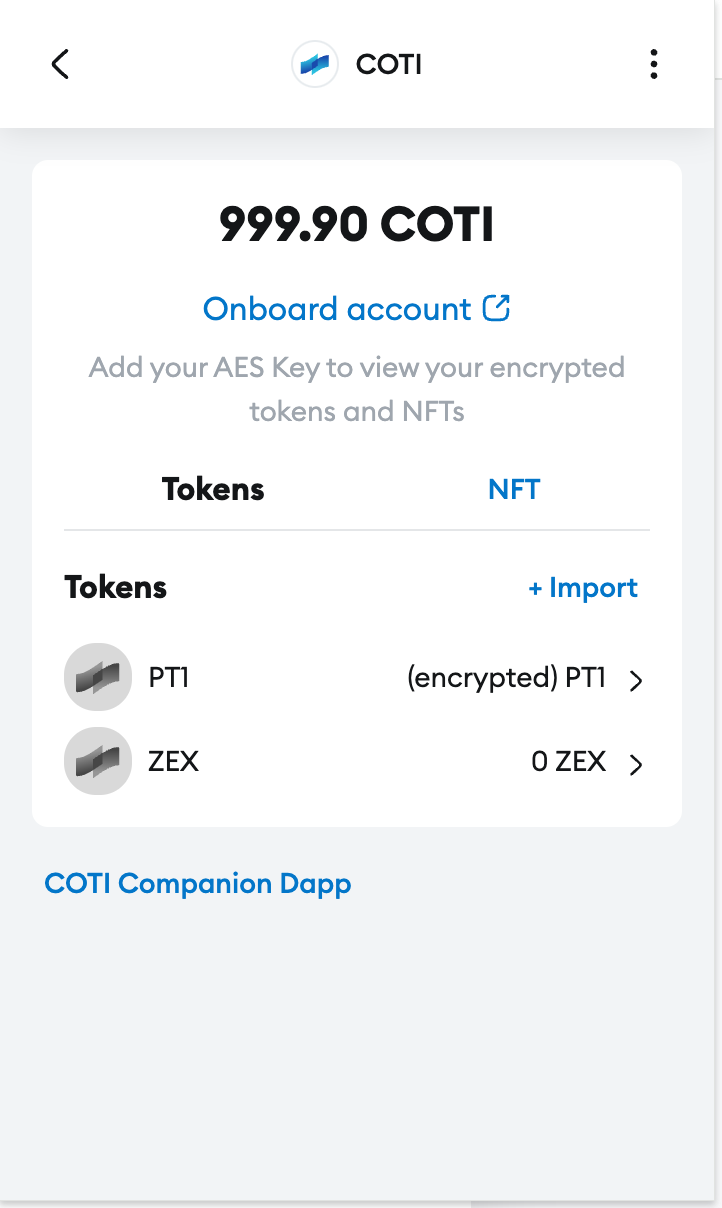 COTI
999.90 COTI
Onboard account
Add your AES Key to view your encrypted
tokens and NFTs
Tokens NFT
Tokens + Import
PT1 (encrypted) PT1
ZEX 0 ZEX
COTI Companion Dapp